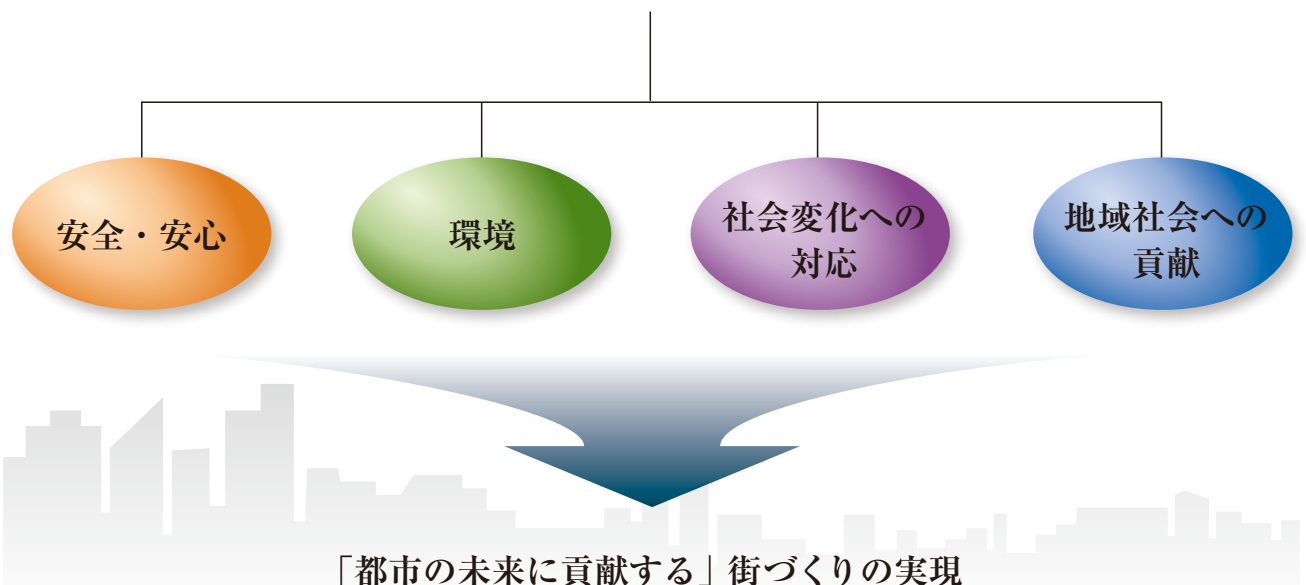 安全・安心
環境
社会変化への
対応
地域社会への
貢献
「都市の未来に貢献する」街づくりの実現